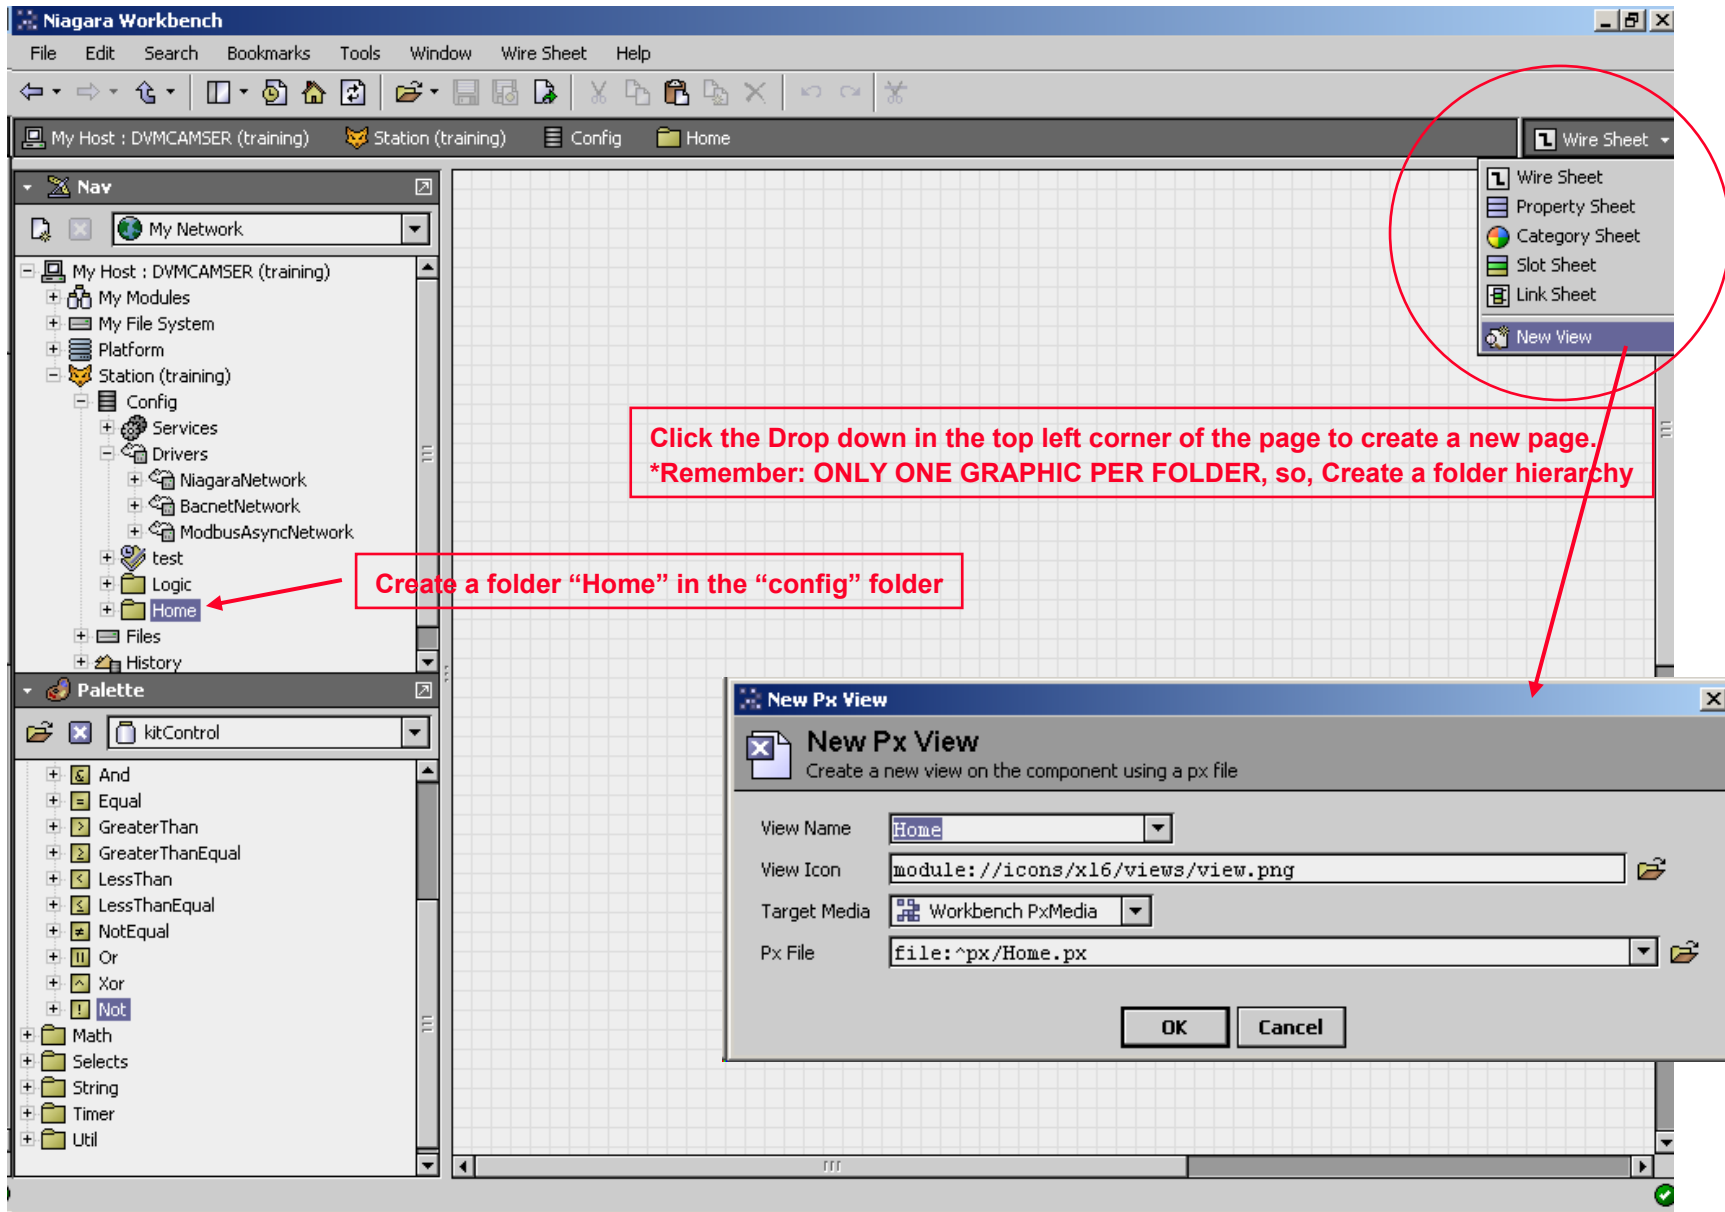 Niagara Workbench
File Edit Search Bookmarks Tools Window Wire Sheet Help
My Host : DVMCAMSER (training) Station (training) Config Home Wire Sheet
Wire Sheet
Property Sheet
Category Sheet
Slot Sheet
Link Sheet
New View
Nav
My Network
My Host : DVMCAMSER (training)
My Modules
My File System
Platform
Station (training)
Config
Services
Drivers
NiagaraNetwork
BacnetNetwork
ModbusAsyncNetwork
test
Logic
Home
Files
History
Click the Drop down in the top left corner of the page to create a new page.
*Remember: ONLY ONE GRAPHIC PER FOLDER, so, Create a folder hierarchy
Create a folder “Home” in the “config” folder
Palette
kitControl
And
Equal
GreaterThan
GreaterThanEqual
LessThan
LessThanEqual
NotEqual
Or
Xor
Not
Math
Selects
String
Timer
Util
New Px View
New Px View
Create a new view on the component using a px file
View Name Home
View Icon module://icons/x16/views/view.png
Target Media Workbench PxMedia
Px File file:^px/Home.px
OK Cancel